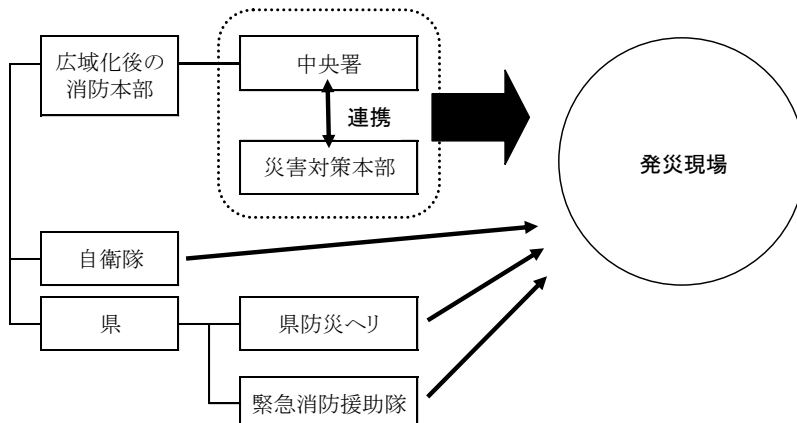 広域化後の
消防本部
中央署
連携
災害対策本部
発災現場
自衛隊
県
県防災ヘリ
緊急消防援助隊